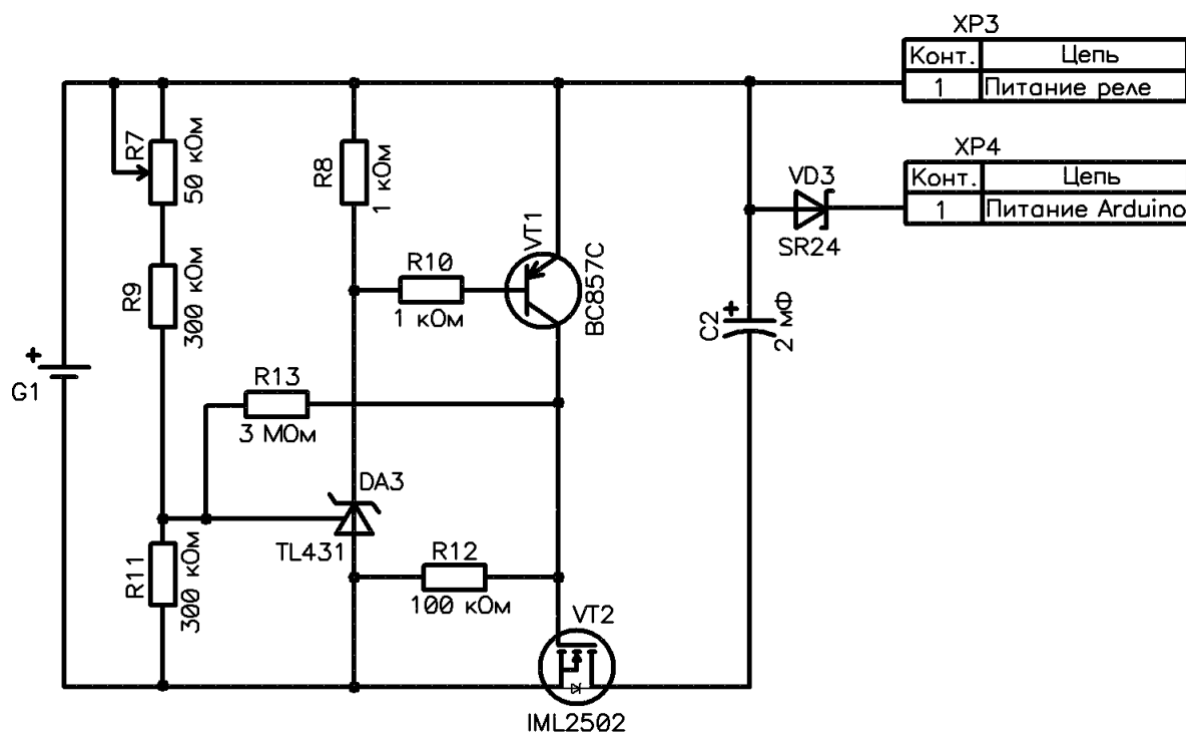 XP3
Конт. Цепь
1 Питание реле
XP4
Конт. Цепь
1 Питание Arduino
R7
50 кОм
R8
1 кОм
VD3
SR24
VT1
BC857C
R9
300 кОм
R10
1 кОм
+
C2
2 мФ
+
G1
R13
3 МОм
DA3
TL431
R11
300 кОм
R12
100 кОм
VT2
IML2502